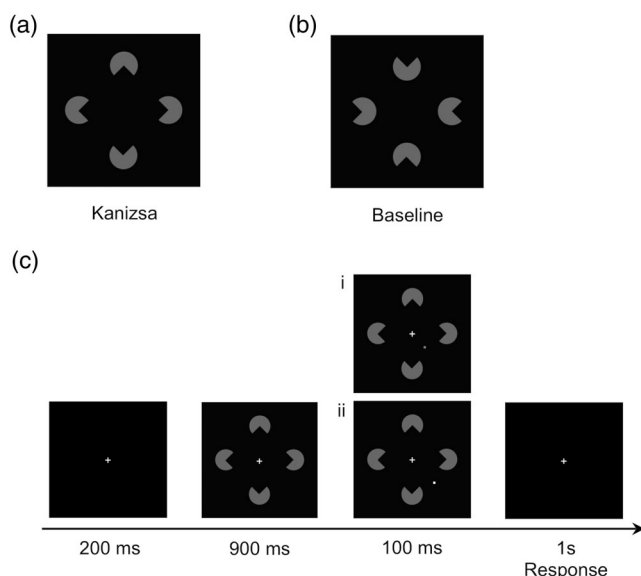 (a)
(b)
Kanizsa
Baseline
(c)
i
ii
200 ms
900 ms
100 ms
1s
Response